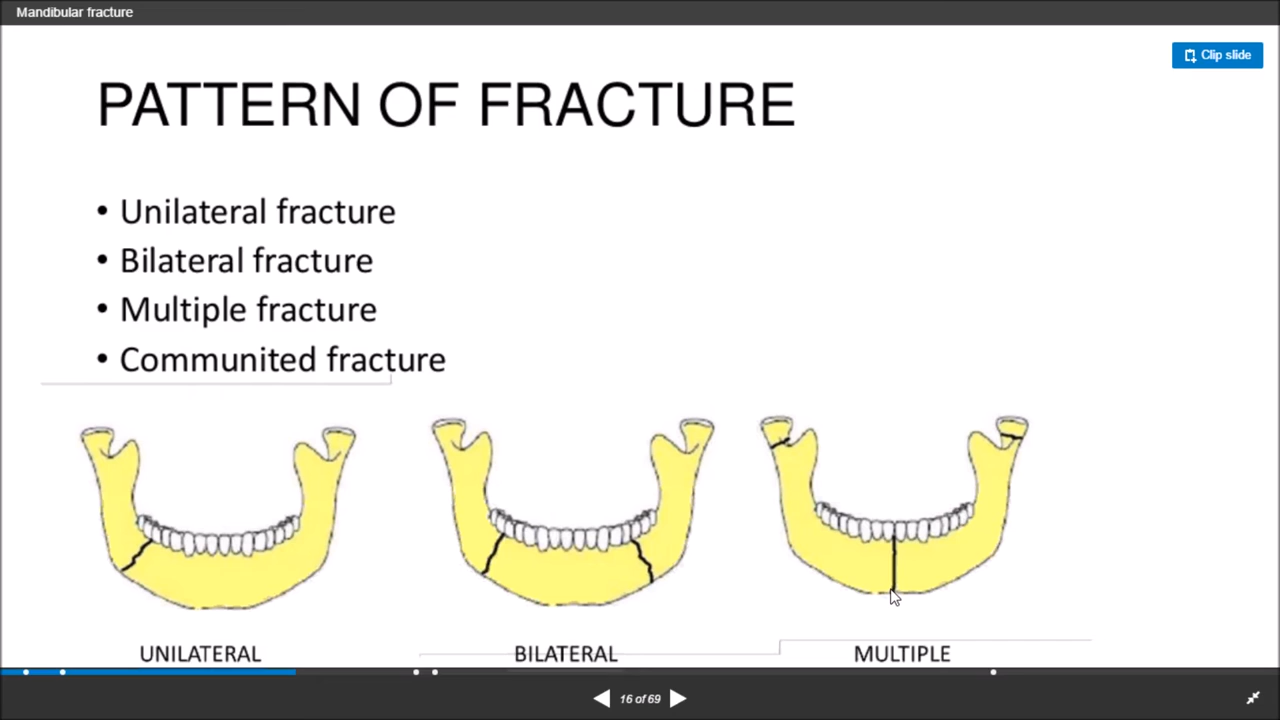 Mandibular fracture
Clip slide
PATTERN OF FRACTURE
• Unilateral fracture
• Bilateral fracture
• Multiple fracture
• Communited fracture
UNILATERAL
BILATERAL
MULTIPLE
16 of 69